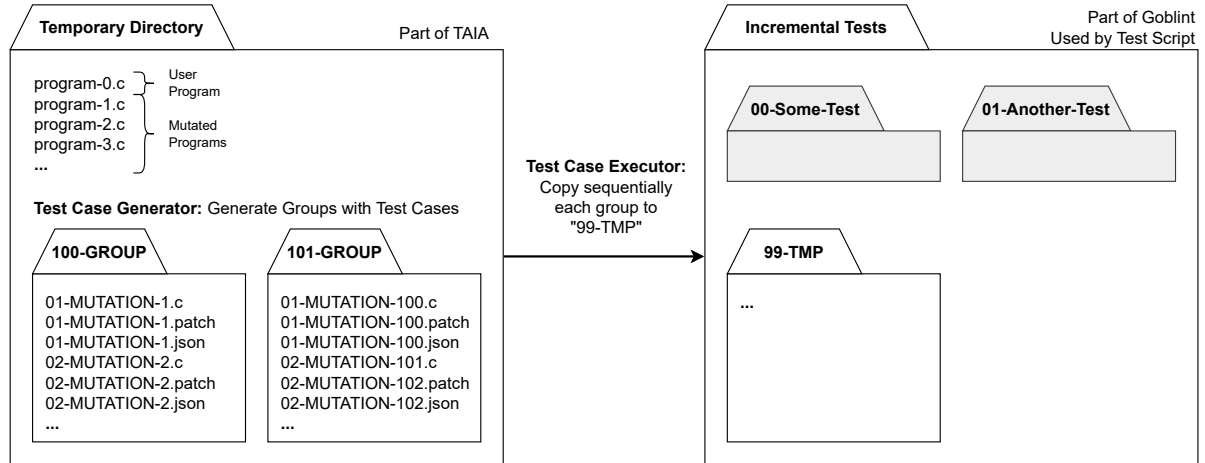 Temporary Directory
Part of TAIA
program-0.c
program-1.c
program-2.c
program-3.c
...
User
Program
Mutated
Programs
Test Case Generator: Generate Groups with Test Cases
100-GROUP
01-MUTATION-1.c
01-MUTATION-1.patch
01-MUTATION-1.json
02-MUTATION-2.c
02-MUTATION-2.patch
02-MUTATION-2.json
...
101-GROUP
01-MUTATION-100.c
01-MUTATION-100.patch
01-MUTATION-100.json
02-MUTATION-101.c
02-MUTATION-102.patch
02-MUTATION-102.json
...
Test Case Executor:
Copy sequentially
each group to
"99-TMP"
Incremental Tests
Part of Goblint
Used by Test Script
00-Some-Test
01-Another-Test
99-TMP
...